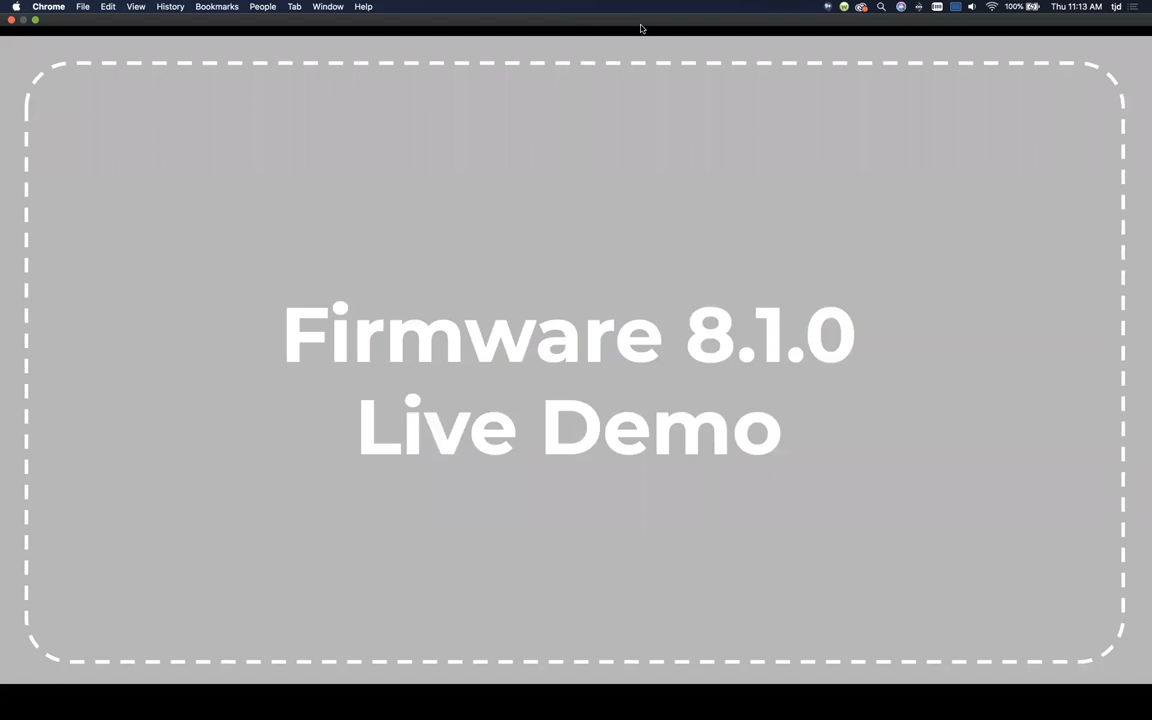 Chrome File Edit View History Bookmarks People Tab Window Help 100% Thu 11:13 AM tjd
Firmware 8.1.0
Live Demo